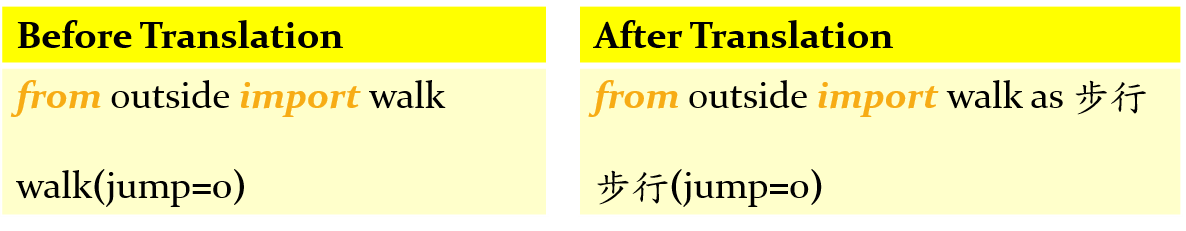 Before Translation
from outside import walk
walk(jump=0)
After Translation
from outside import walk as 步行
步行(jump=0)